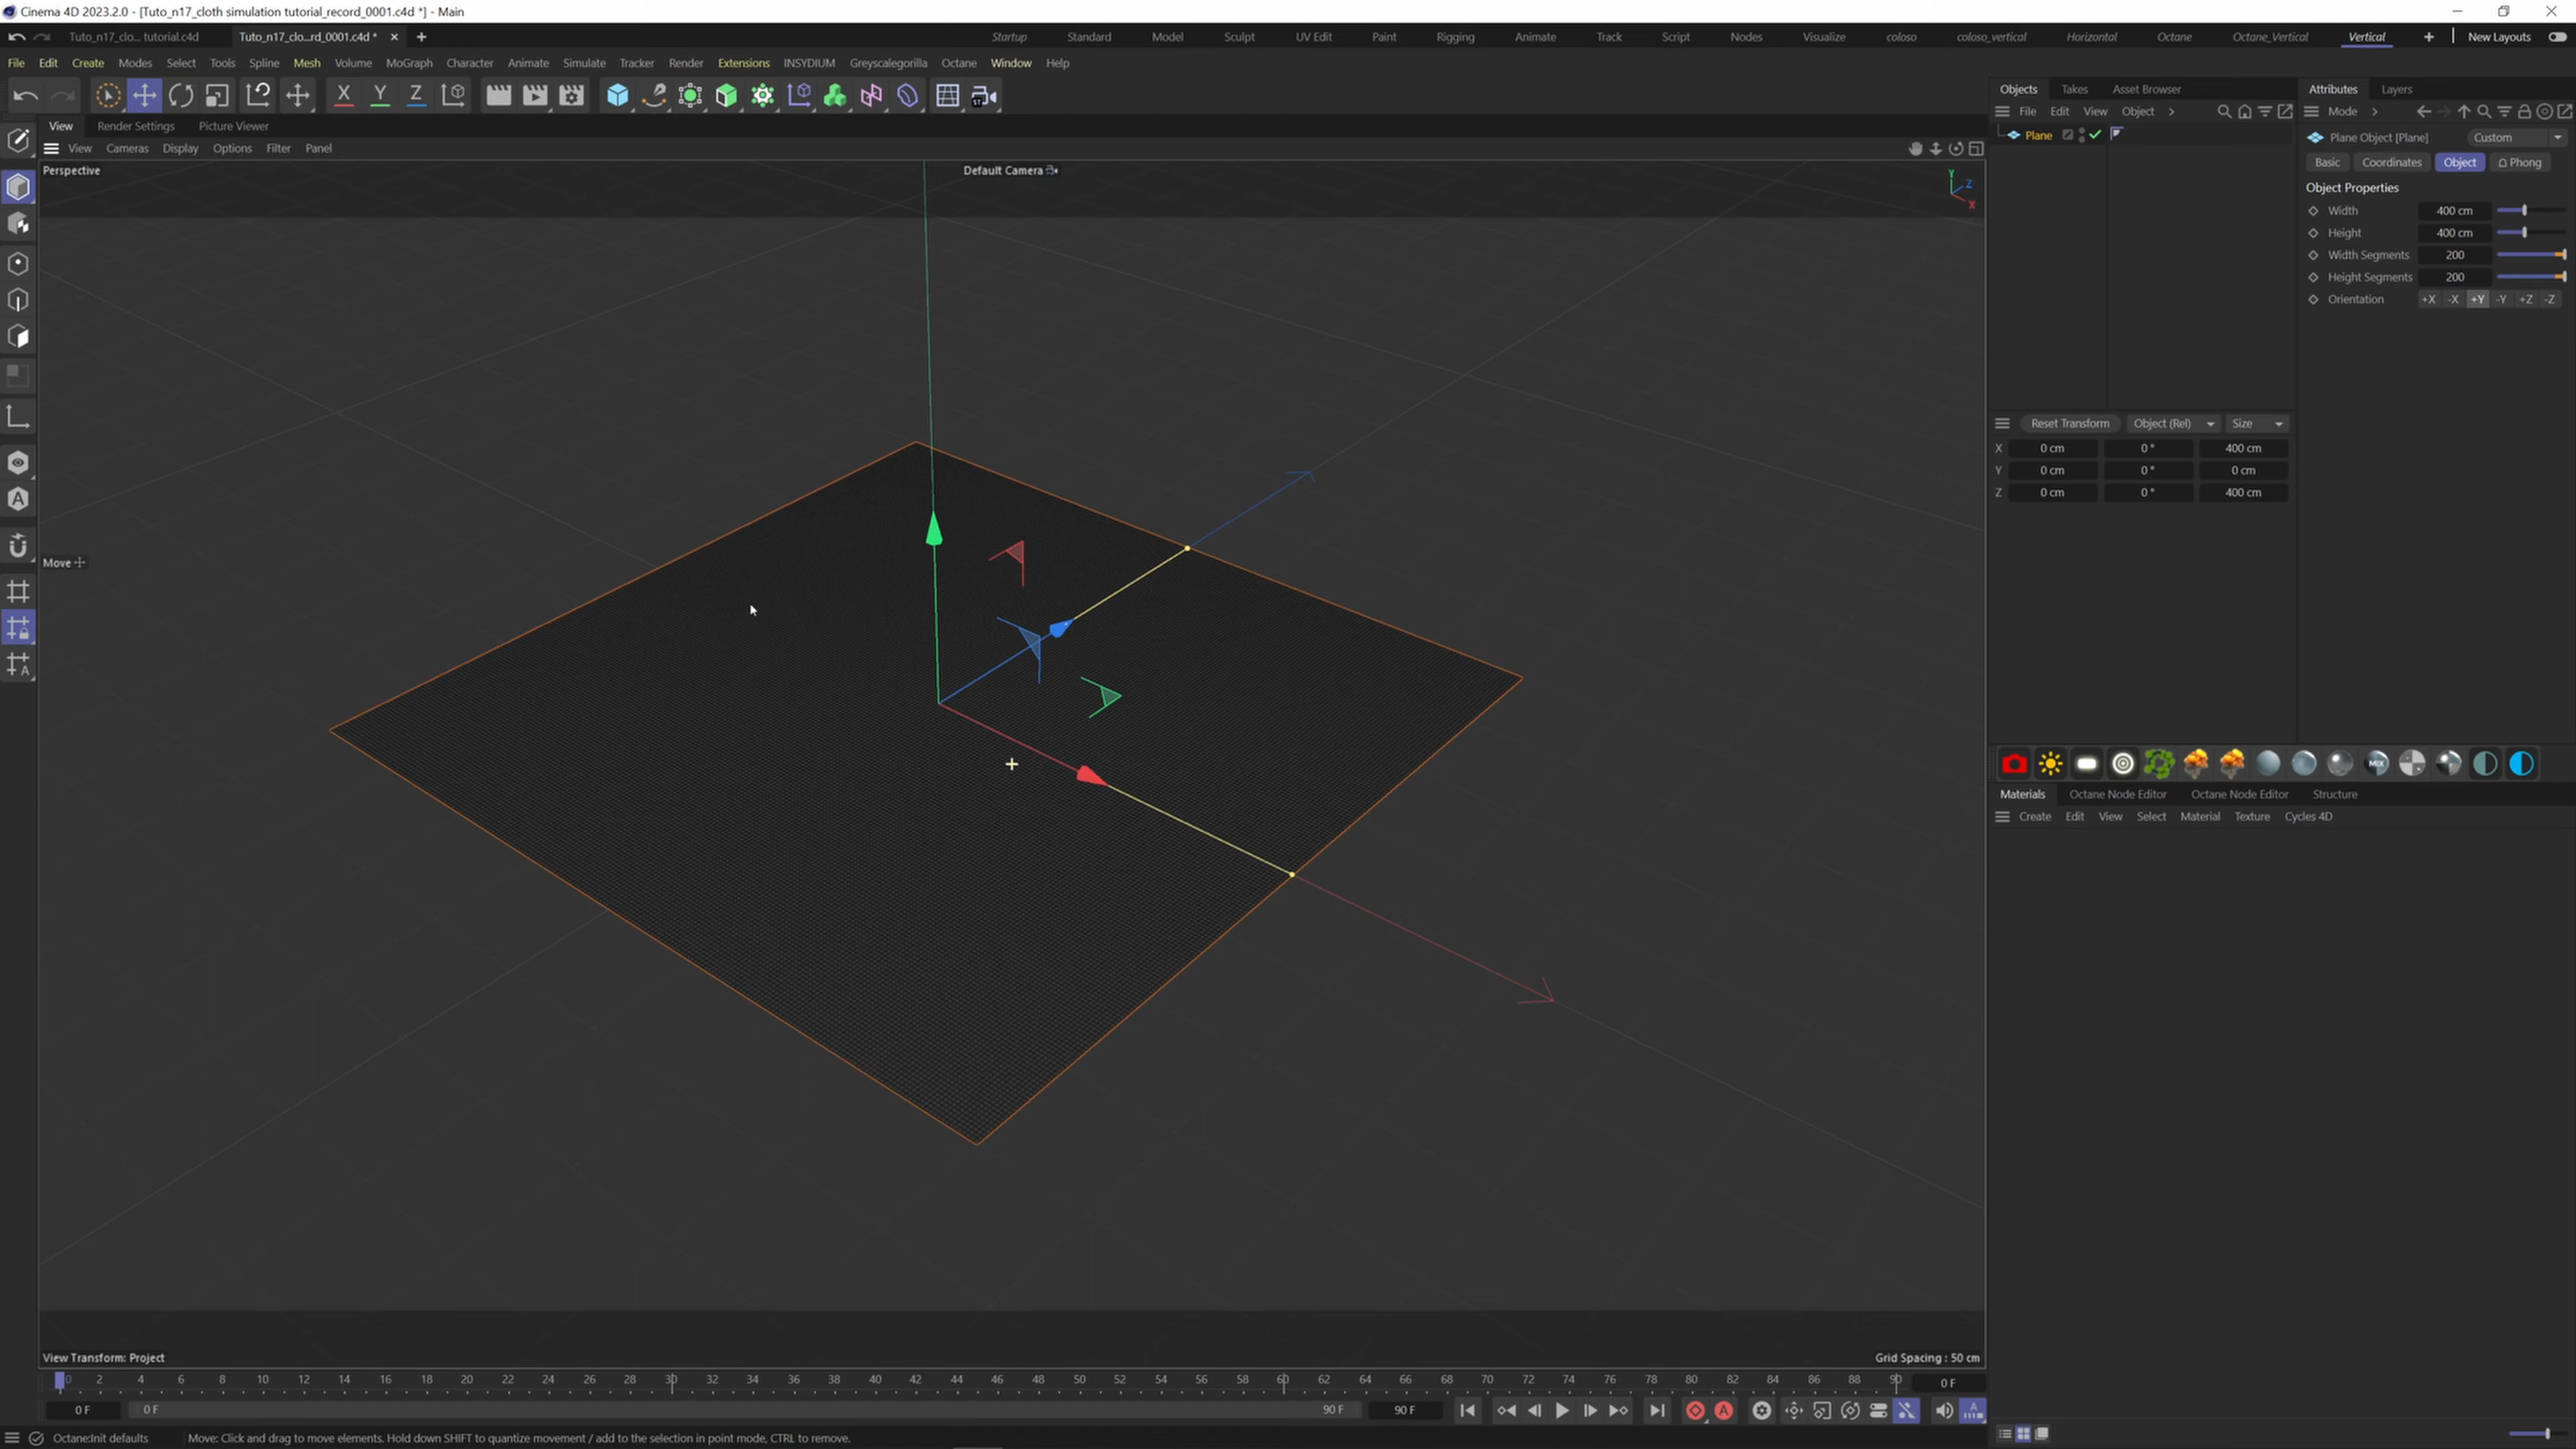 Cinema 4D 2023.2.0 - [Tuto_n17_cloth simulation tutorial_record_0001.c4d *] - Main
Tuto_n17_clo... tutorial.c4d Tuto_n17_clo...rd_0001.c4d * Startup Standard Model Sculpt UV Edit Paint Rigging Animate Track Script Nodes Visualize coloso coloso_vertical Horizontal Octane Octane_Vertical Vertical New Layouts
File Edit Create Modes Select Tools Spline Mesh Volume MoGraph Character Animate Simulate Tracker Render Extensions INSYDIUM Greyscalegorilla Octane Window Help
X Y Z
ST
Objects Takes Asset Browser
Attributes Layers
File Edit View Object
Mode
View Render Settings Picture Viewer
View Cameras Display Options Filter Panel
Plane
Plane Object [Plane] Custom
Basic Coordinates Object Phong
Object Properties
Width 400 cm
Height 400 cm
Width Segments 200
Height Segments 200
Orientation +X -X +Y -Y +Z -Z
Perspective
Default Camera
Y Z X
Reset Transform Object (Rel) Size
X 0 cm 0 ° 400 cm
Y 0 cm 0 ° 0 cm
Z 0 cm 0 ° 400 cm
Move
A
A
MIX
Materials Octane Node Editor Octane Node Editor Structure
Create Edit View Select Material Texture Cycles 4D
View Transform: Project
Grid Spacing : 50 cm
0 2 4 6 8 10 12 14 16 18 20 22 24 26 28 30 32 34 36 38 40 42 44 46 48 50 52 54 56 58 60 62 64 66 68 70 72 74 76 78 80 82 84 86 88 90 0 F
0 F 0 F 90 F 90 F
A
A
Octane:Init defaults Move: Click and drag to move elements. Hold down SHIFT to quantize movement / add to the selection in point mode, CTRL to remove.